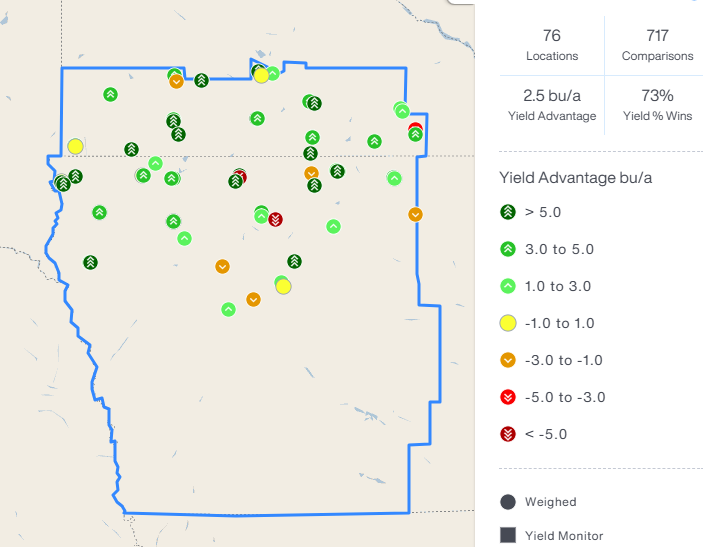 76
Locations
717
Comparisons
2.5 bu/a
Yield Advantage
73%
Yield % Wins
Yield Advantage bu/a
> 5.0
3.0 to 5.0
1.0 to 3.0
-1.0 to 1.0
-3.0 to -1.0
-5.0 to -3.0
< -5.0
Weighed
Yield Monitor